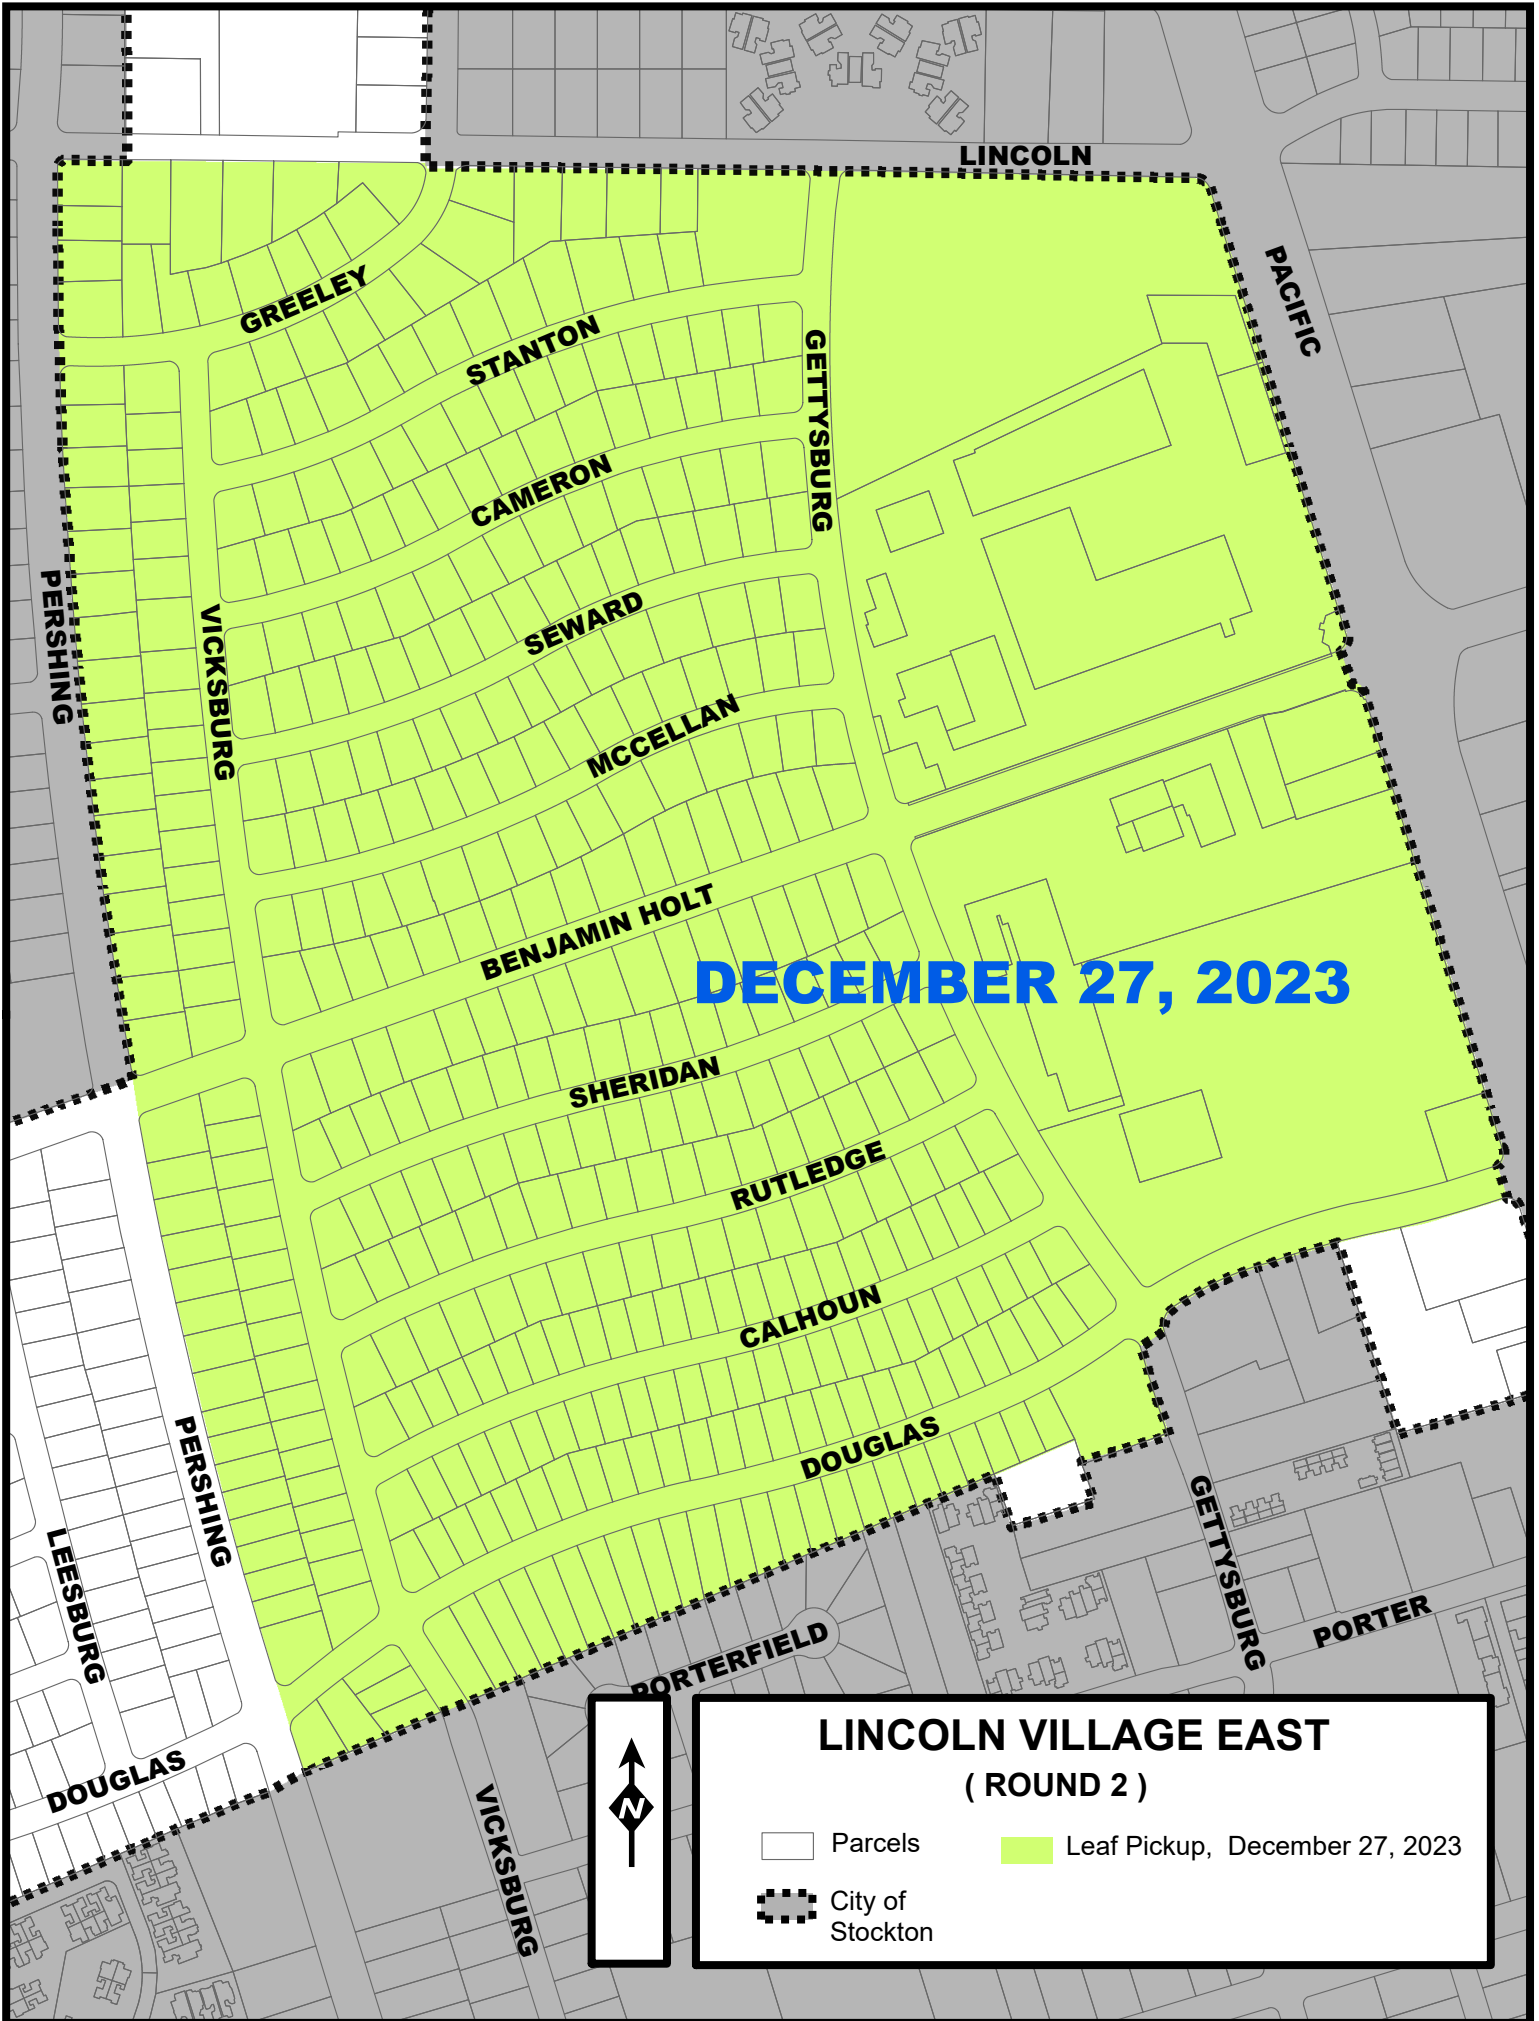 LINCOLN
PACIFIC
GREELEY
STANTON
GETTYSBURG
CAMERON
PERSHING
VICKSBURG
SEWARD
MCCELLAN
BENJAMIN HOLT
DECEMBER 27, 2023
SHERIDAN
RUTLEDGE
CALHOUN
DOUGLAS
PERSHING
LEESBURG
GETTYSBURG
PORTER
PORTERFIELD
DOUGLAS
VICKSBURG
N
LINCOLN VILLAGE EAST
( ROUND 2 )
Parcels
Leaf Pickup, December 27, 2023
City of
Stockton